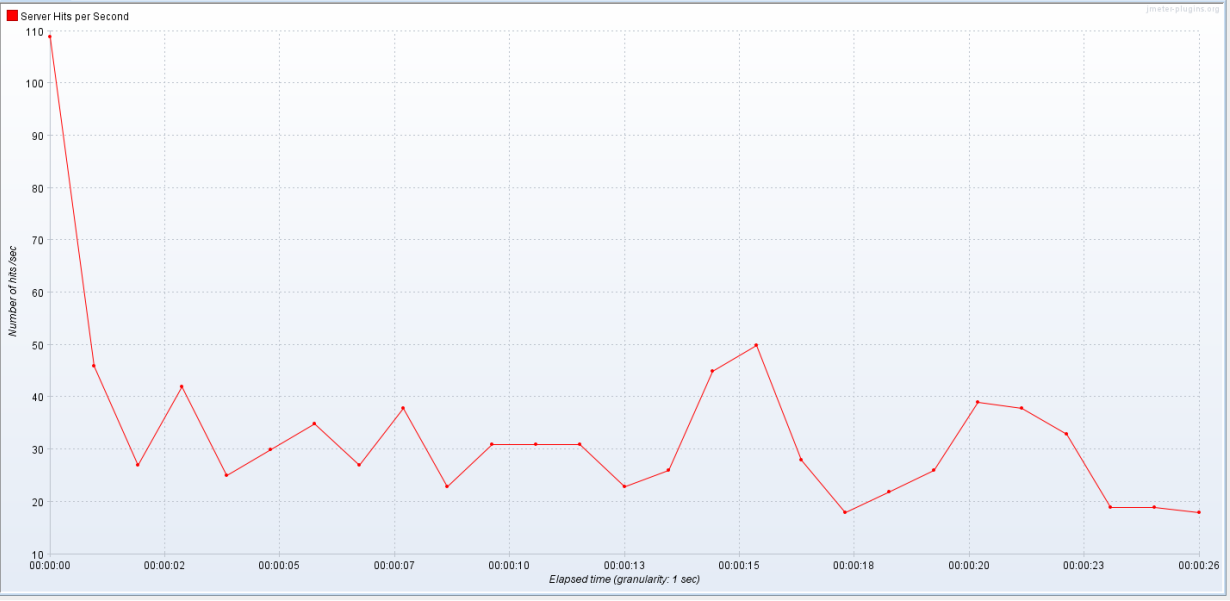 Server Hits per Second
jmeter-plugins.org
110
100
90
80
70
60
50
40
30
20
10
Number of hits/sec
00:00:00 00:00:02 00:00:05 00:00:07 00:00:10 00:00:13 00:00:15 00:00:18 00:00:20 00:00:23 00:00:26
Elapsed time (granularity: 1 sec)